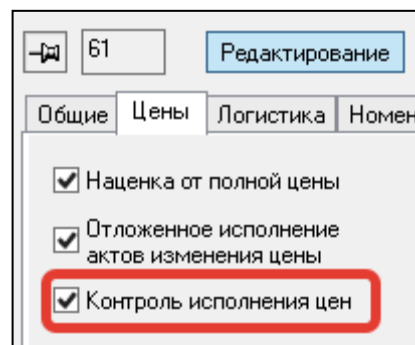 61 Редактирование
Общие Цены Логистика Номен
Наценка от полной цены
Отложенное исполнение
актов изменения цены
Контроль исполнения цен